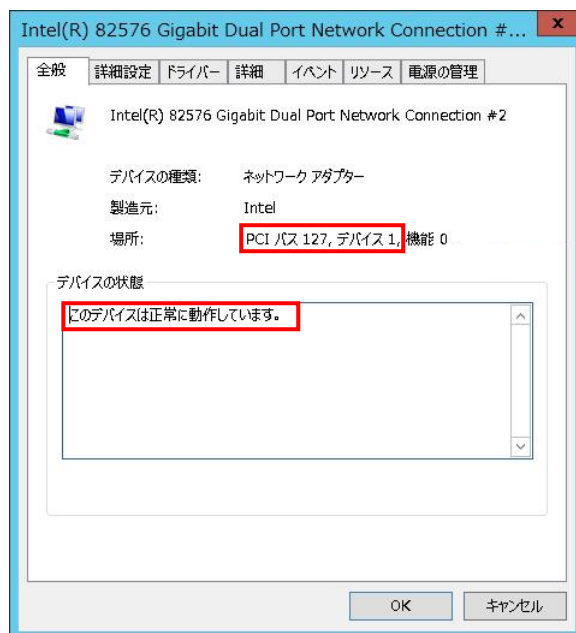 Intel(R) 82576 Gigabit Dual Port Network Connection #... x
全般 詳細設定 ドライバー 詳細 イベント リソース 電源の管理
Intel(R) 82576 Gigabit Dual Port Network Connection #2
デバイスの種類: ネットワーク アダプター
製造元: Intel
場所: PCI バス 127, デバイス 1, 機能 0
デバイスの状態
このデバイスは正常に動作しています。
OK キャンセル